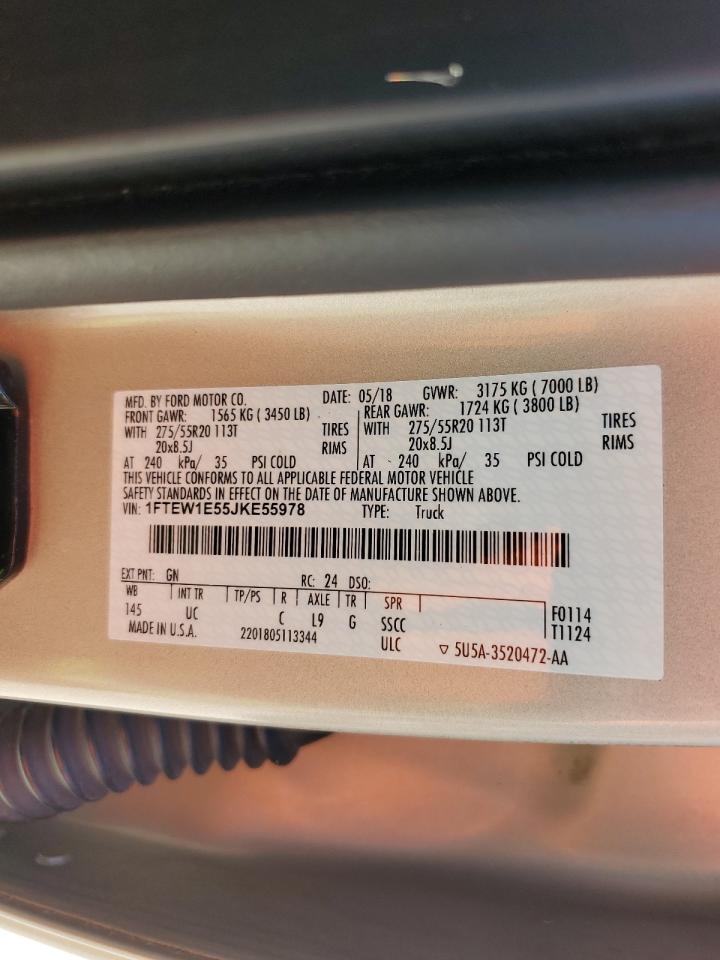 MFD. BY FORD MOTOR CO. DATE: 05/18 GVWR: 3175 KG ( 7000 LB)
FRONT GAWR: 1565 KG ( 3450 LB) REAR GAWR: 1724 KG ( 3800 LB)
WITH 275/55R20 113T TIRES WITH 275/55R20 113T TIRES
20x8.5J RIMS 20x8.5J RIMS
AT 240 kPa/ 35 PSI COLD AT 240 kPa/ 35 PSI COLD
THIS VEHICLE CONFORMS TO ALL APPLICABLE FEDERAL MOTOR VEHICLE
SAFETY STANDARDS IN EFFECT ON THE DATE OF MANUFACTURE SHOWN ABOVE.
VIN: 1FTEW1E55JKE55978 TYPE: Truck
EXT PNT: GN RC: 24 DSO:
WB INT TR TP/PS R AXLE TR SPR
145 UC C L9 G SSCC F0114
MADE IN U.S.A. 2201805113344 ULC T1124
▽ 5U5A-3520472-AA